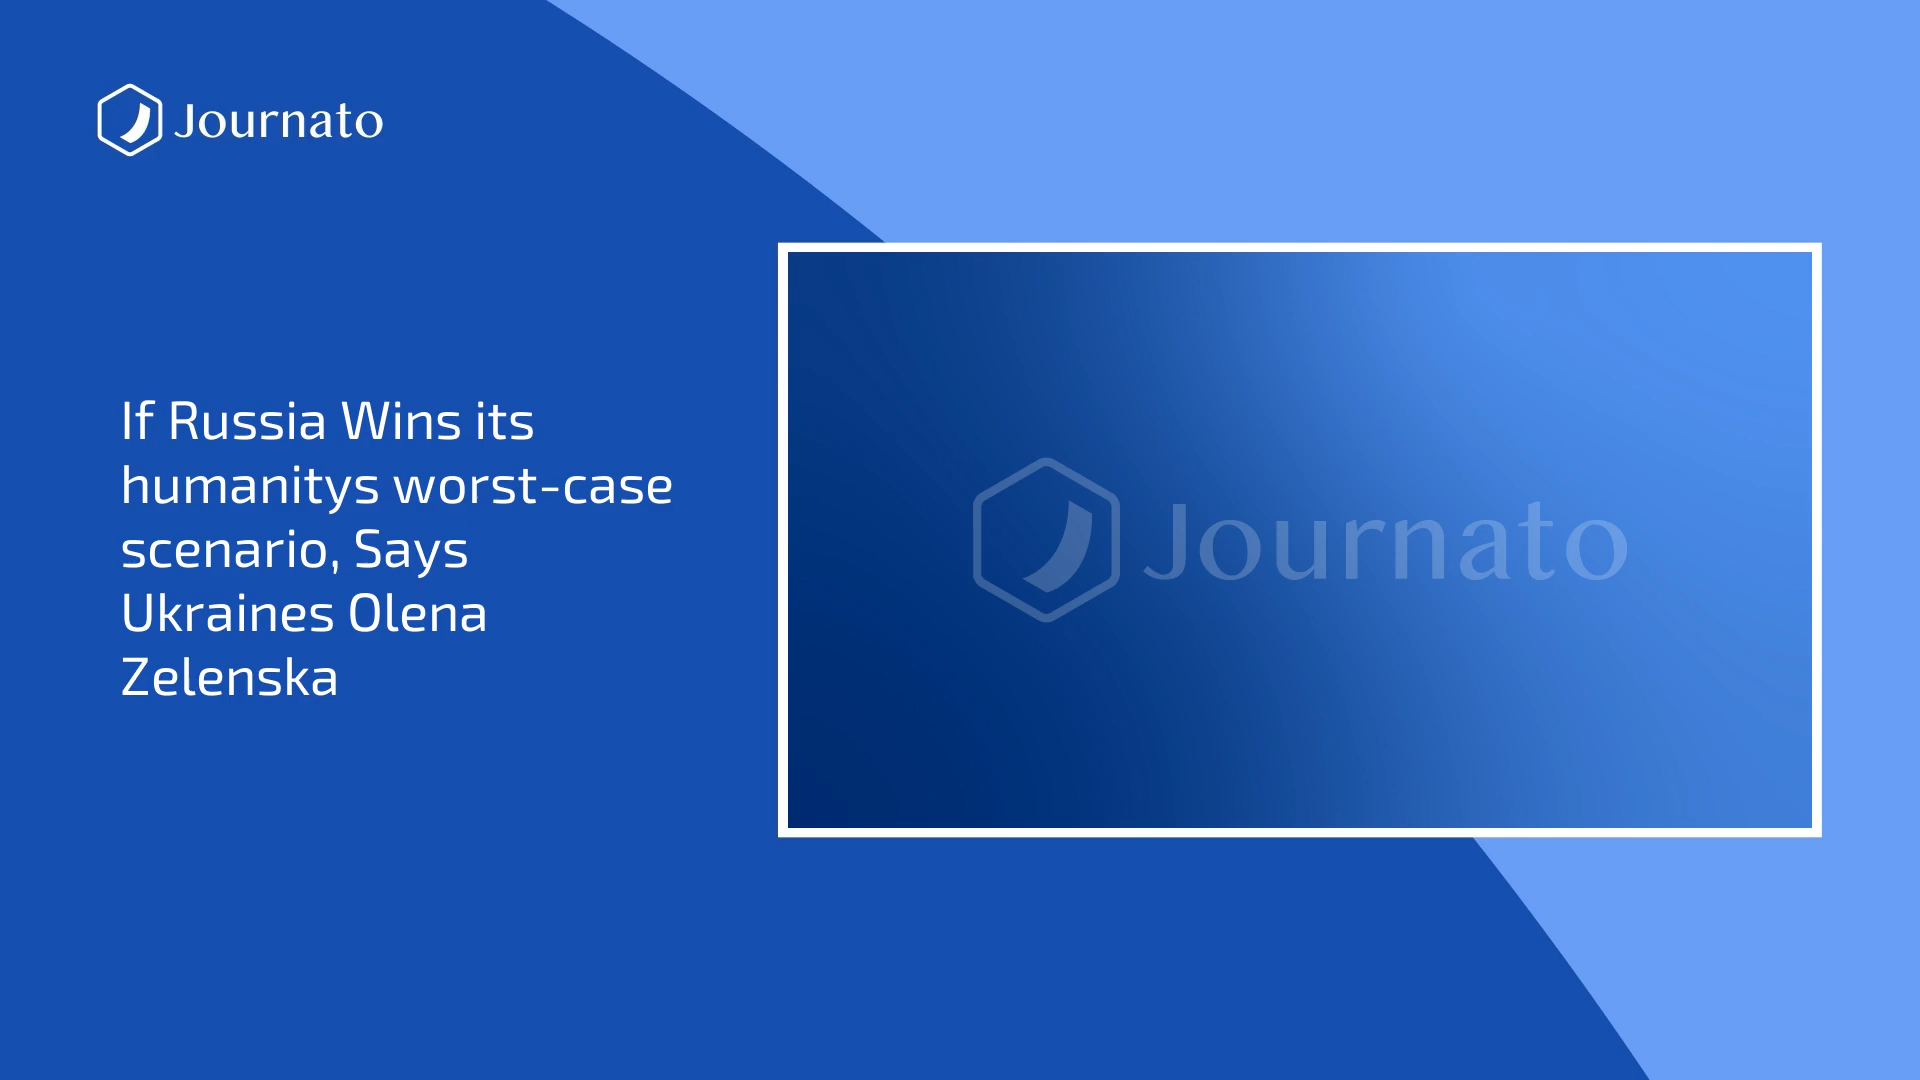 Journato
If Russia Wins its
humanitys worst-case
scenario, Says
Ukraines Olena
Zelenska
Journato